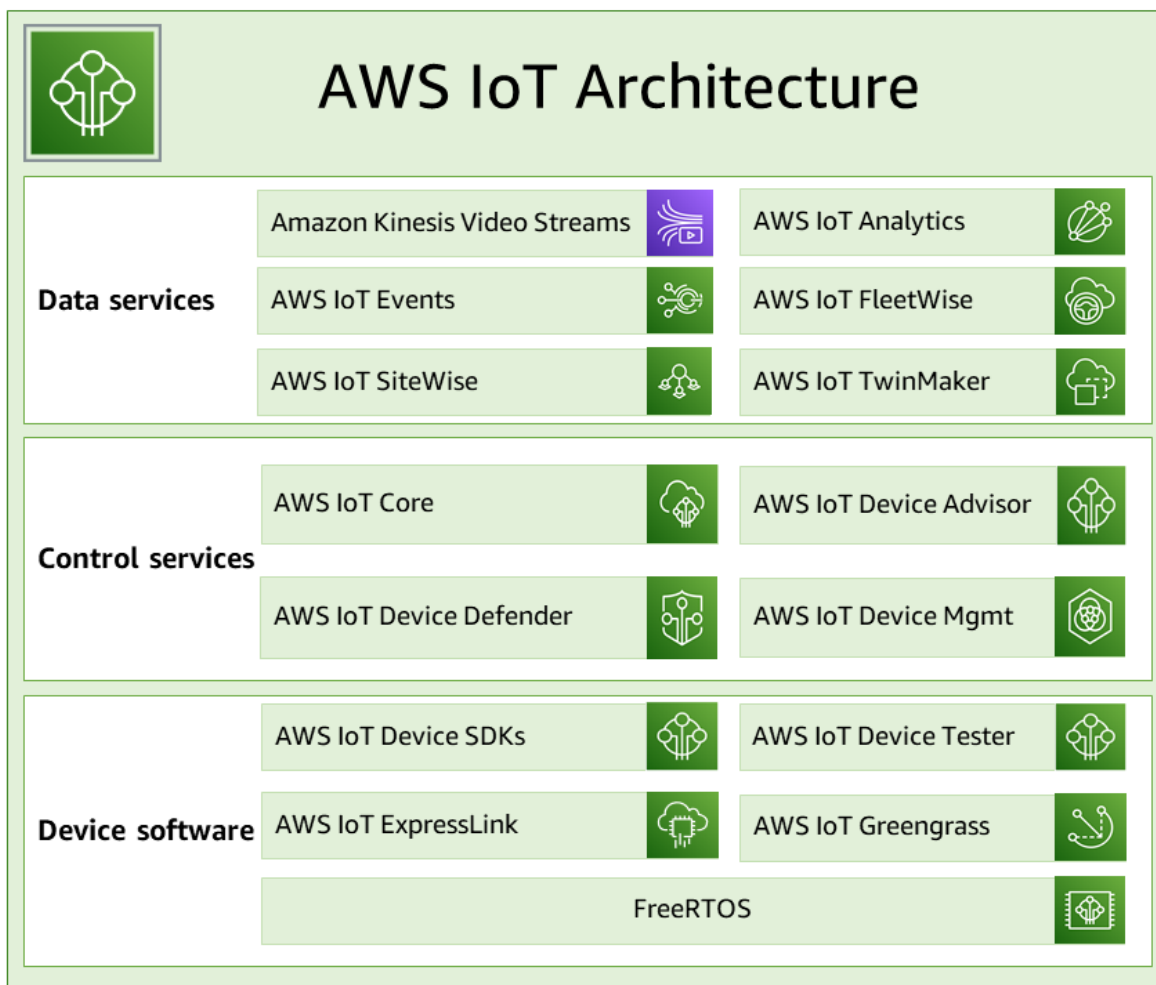 AWS IoT Architecture
Data services
Amazon Kinesis Video Streams
AWS IoT Analytics
AWS IoT Events
AWS IoT FleetWise
AWS IoT SiteWise
AWS IoT TwinMaker
Control services
AWS IoT Core
AWS IoT Device Advisor
AWS IoT Device Defender
AWS IoT Device Mgmt
Device software
AWS IoT Device SDKs
AWS IoT Device Tester
AWS IoT ExpressLink
AWS IoT Greengrass
FreeRTOS